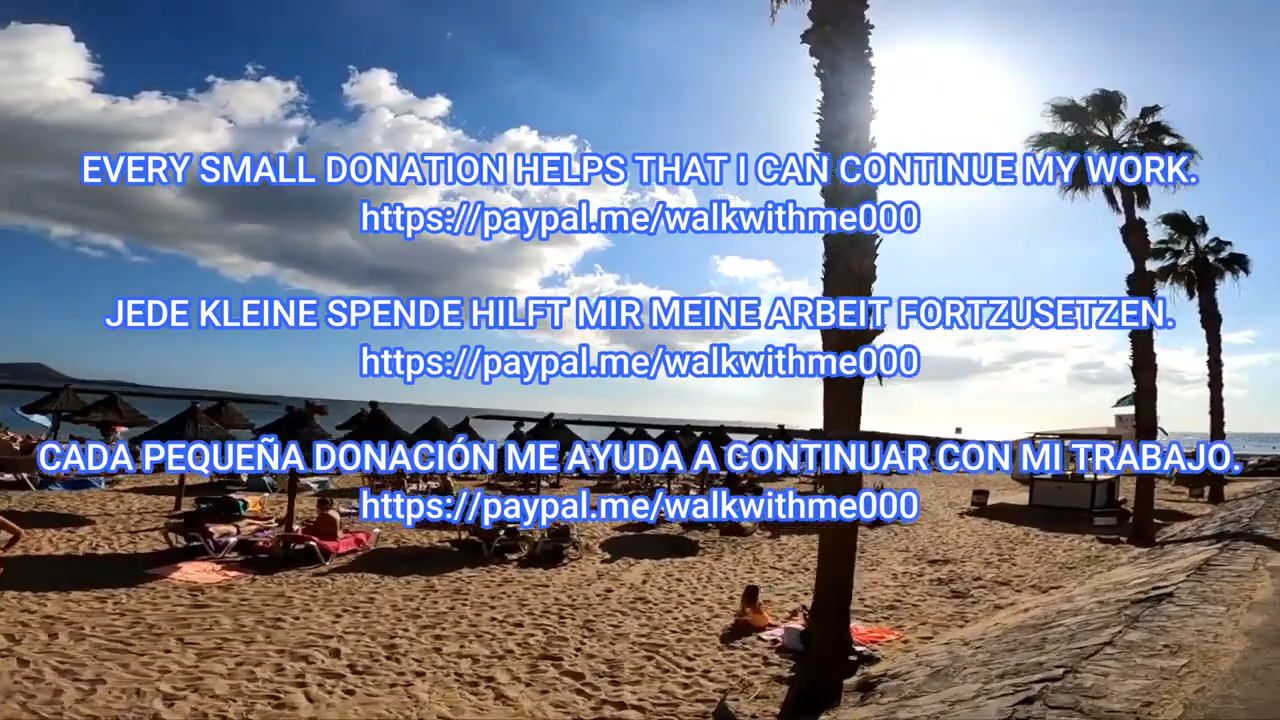 EVERY SMALL DONATION HELPS THAT I CAN CONTINUE MY WORK.
https://paypal.me/walkwithme000
JEDE KLEINE SPENDE HILFT MIR MEINE ARBEIT FORTZUSETZEN.
https://paypal.me/walkwithme000
CADA PEQUEÑA DONACIÓN ME AYUDA A CONTINUAR CON MI TRABAJO.
https://paypal.me/walkwithme000